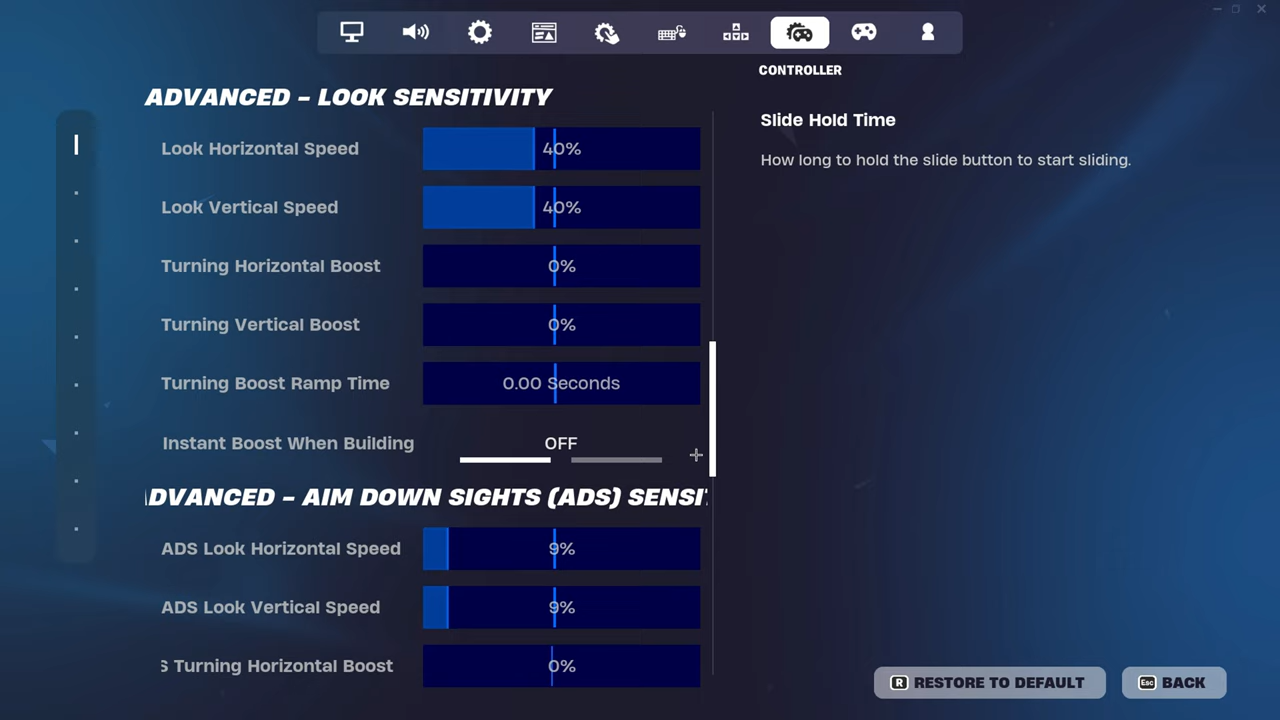 CONTROLLER
ADVANCED - LOOK SENSITIVITY
Look Horizontal Speed 40%
Look Vertical Speed 40%
Turning Horizontal Boost 0%
Turning Vertical Boost 0%
Turning Boost Ramp Time 0.00 Seconds
Instant Boost When Building OFF
DVANCED - AIM DOWN SIGHTS (ADS) SENSI
ADS Look Horizontal Speed 9%
ADS Look Vertical Speed 9%
S Turning Horizontal Boost 0%
Slide Hold Time
How long to hold the slide button to start sliding.
R RESTORE TO DEFAULT
Esc BACK